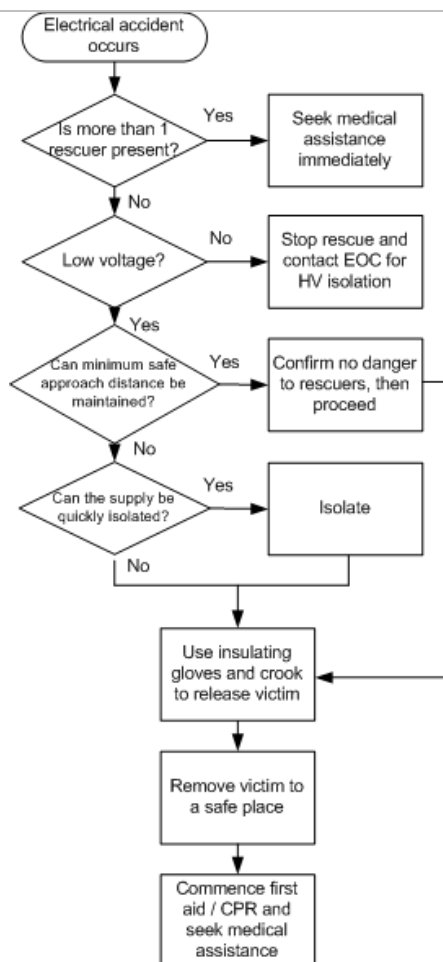 Electrical accident
occurs
Is more than 1
rescuer present?
Yes
Seek medical
assistance
immediately
No
Low voltage?
No
Stop rescue and
contact EOC for
HV isolation
Yes
Can minimum safe
approach distance be
maintained?
Yes
Confirm no danger
to rescuers, then
proceed
No
Can the supply be
quickly isolated?
Yes
Isolate
No
Use insulating
gloves and crook
to release victim
Remove victim to
a safe place
Commence first
aid / CPR and
seek medical
assistance